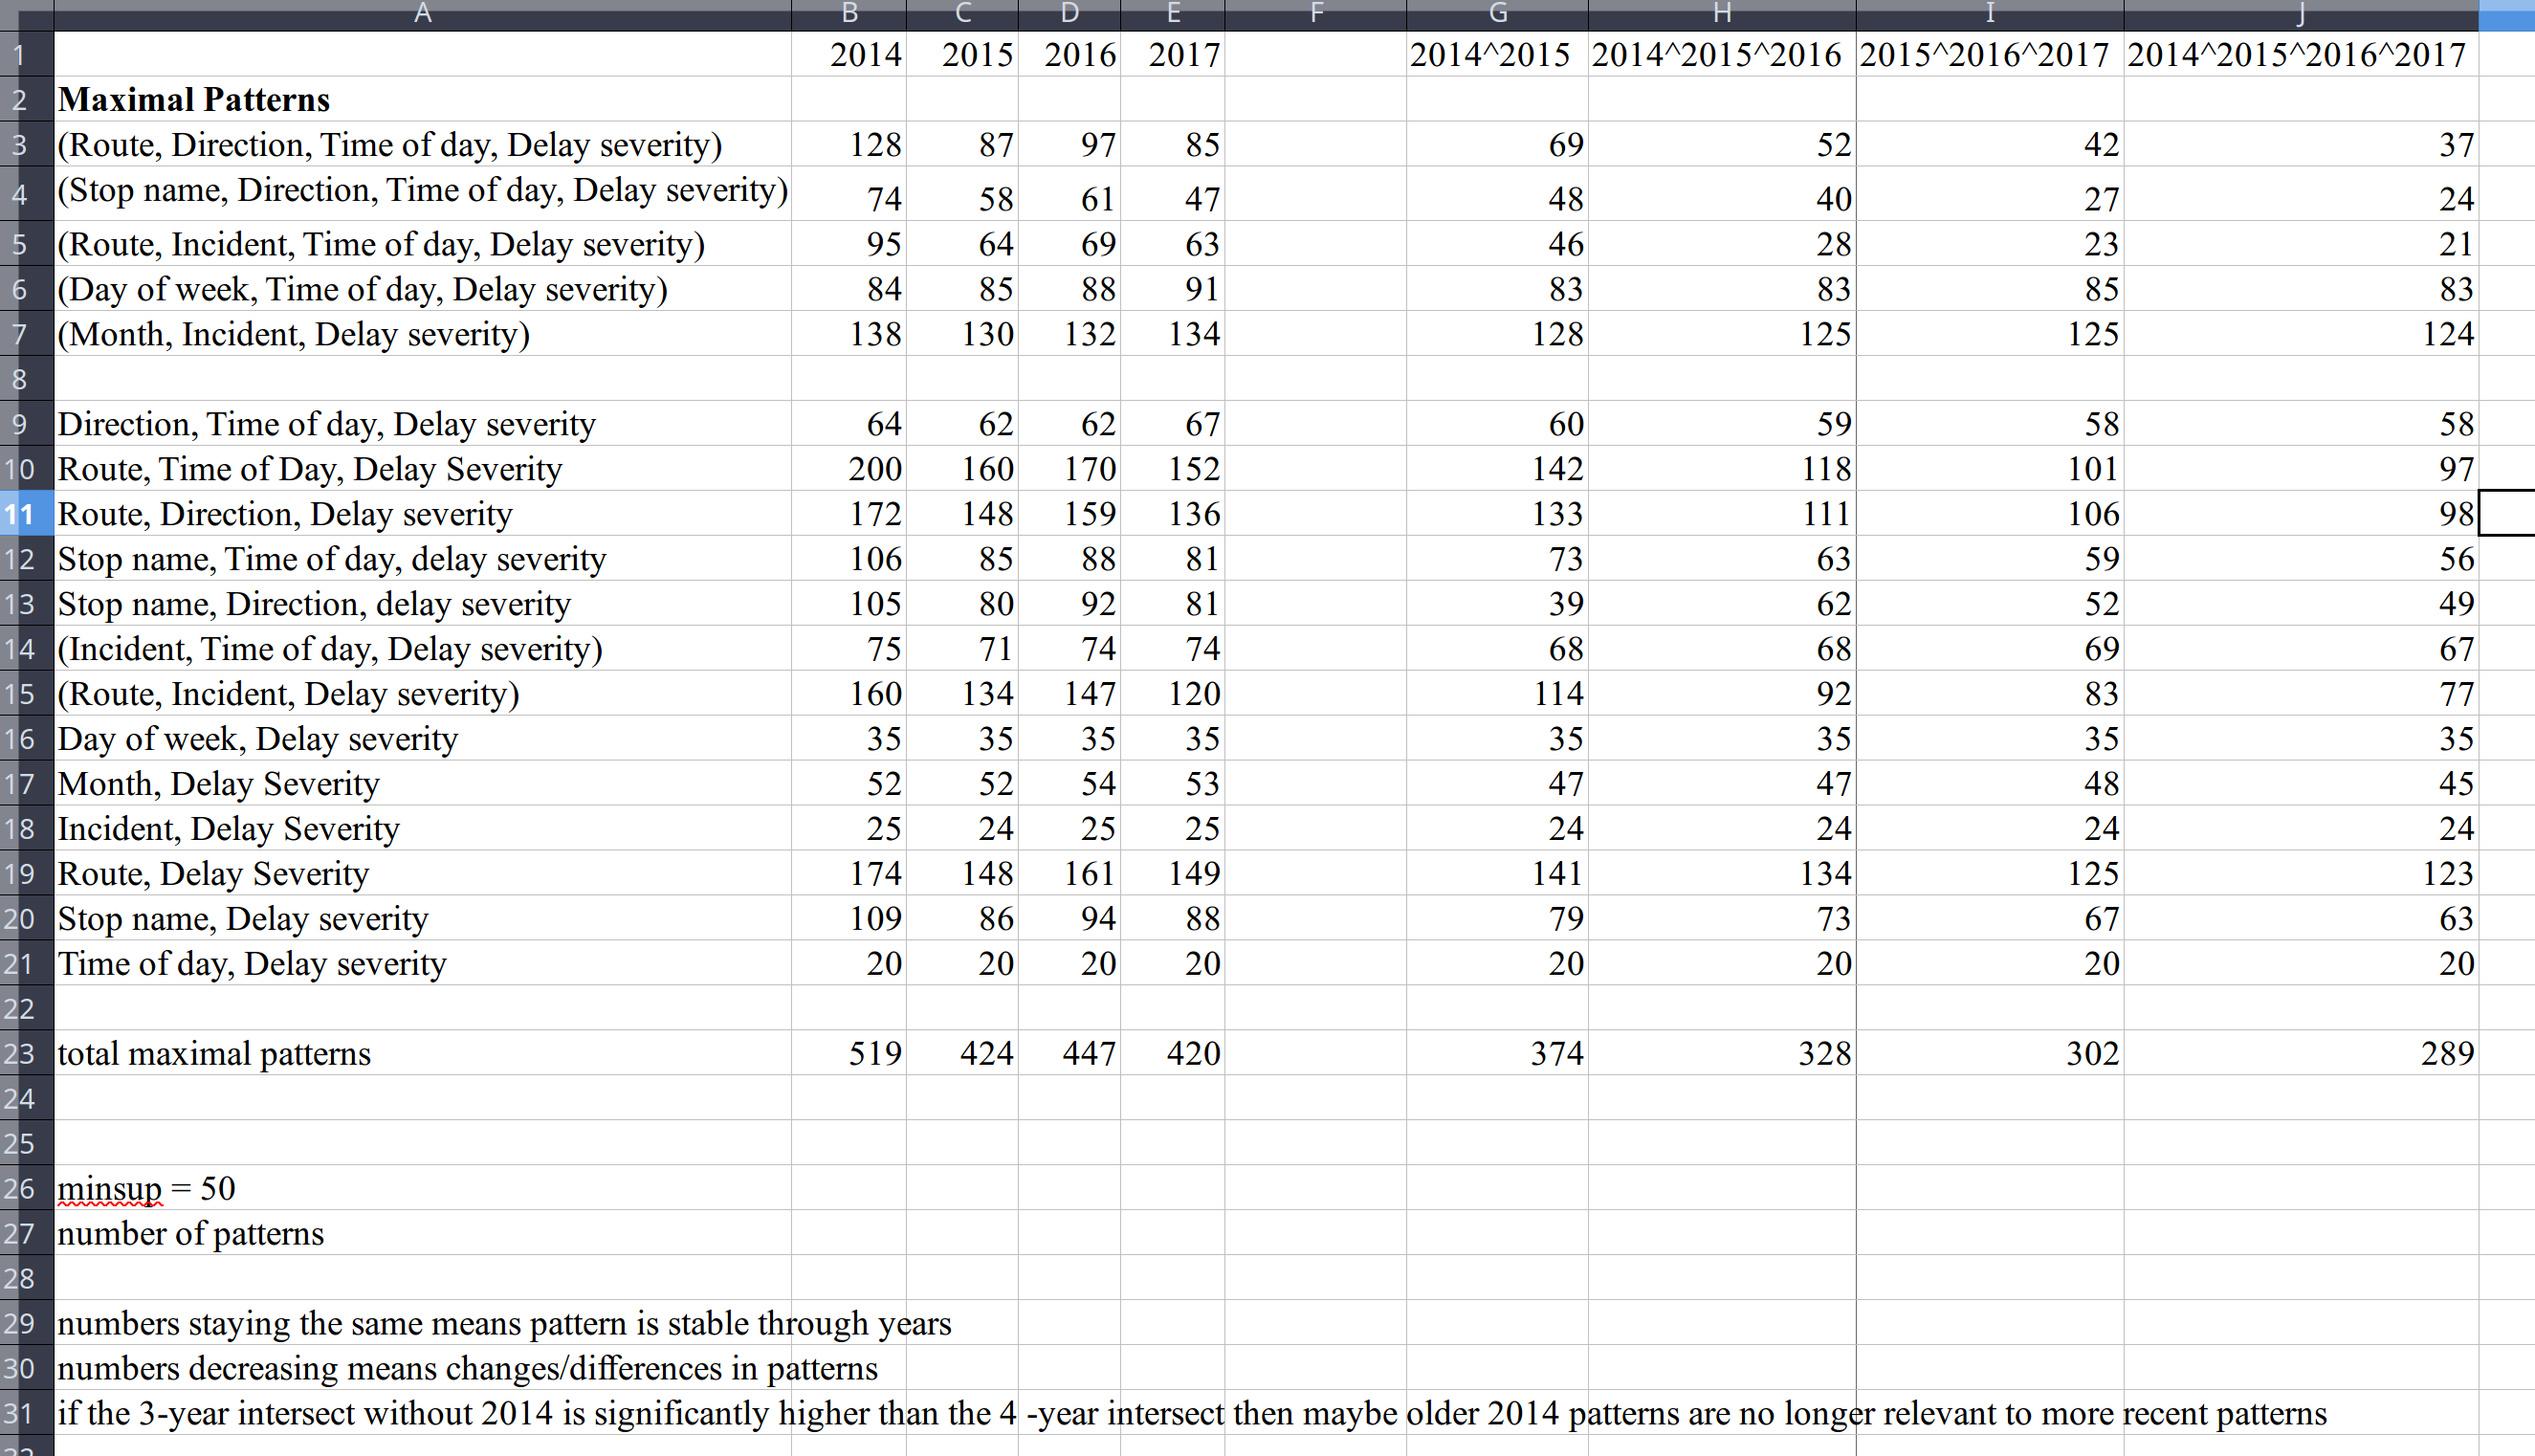 A B C D E F G H I J
1 2014 2015 2016 2017 2014^2015 2014^2015^2016 2015^2016^2017 2014^2015^2016^2017
2 Maximal Patterns
3 (Route, Direction, Time of day, Delay severity) 128 87 97 85 69 52 42 37
4 (Stop name, Direction, Time of day, Delay severity) 74 58 61 47 48 40 27 24
5 (Route, Incident, Time of day, Delay severity) 95 64 69 63 46 28 23 21
6 (Day of week, Time of day, Delay severity) 84 85 88 91 83 83 85 83
7 (Month, Incident, Delay severity) 138 130 132 134 128 125 125 124
8
9 Direction, Time of day, Delay severity 64 62 62 67 60 59 58 58
10 Route, Time of Day, Delay Severity 200 160 170 152 142 118 101 97
11 Route, Direction, Delay severity 172 148 159 136 133 111 106 98
12 Stop name, Time of day, delay severity 106 85 88 81 73 63 59 56
13 Stop name, Direction, delay severity 105 80 92 81 39 62 52 49
14 (Incident, Time of day, Delay severity) 75 71 74 74 68 68 69 67
15 (Route, Incident, Delay severity) 160 134 147 120 114 92 83 77
16 Day of week, Delay severity 35 35 35 35 35 35 35 35
17 Month, Delay Severity 52 52 54 53 47 47 48 45
18 Incident, Delay Severity 25 24 25 25 24 24 24 24
19 Route, Delay Severity 174 148 161 149 141 134 125 123
20 Stop name, Delay severity 109 86 94 88 79 73 67 63
21 Time of day, Delay severity 20 20 20 20 20 20 20 20
22
23 total maximal patterns 519 424 447 420 374 328 302 289
24
25
26 minsup = 50
27 number of patterns
28
29 numbers staying the same means pattern is stable through years
30 numbers decreasing means changes/differences in patterns
31 if the 3-year intersect without 2014 is significantly higher than the 4 -year intersect then maybe older 2014 patterns are no longer relevant to more recent patterns